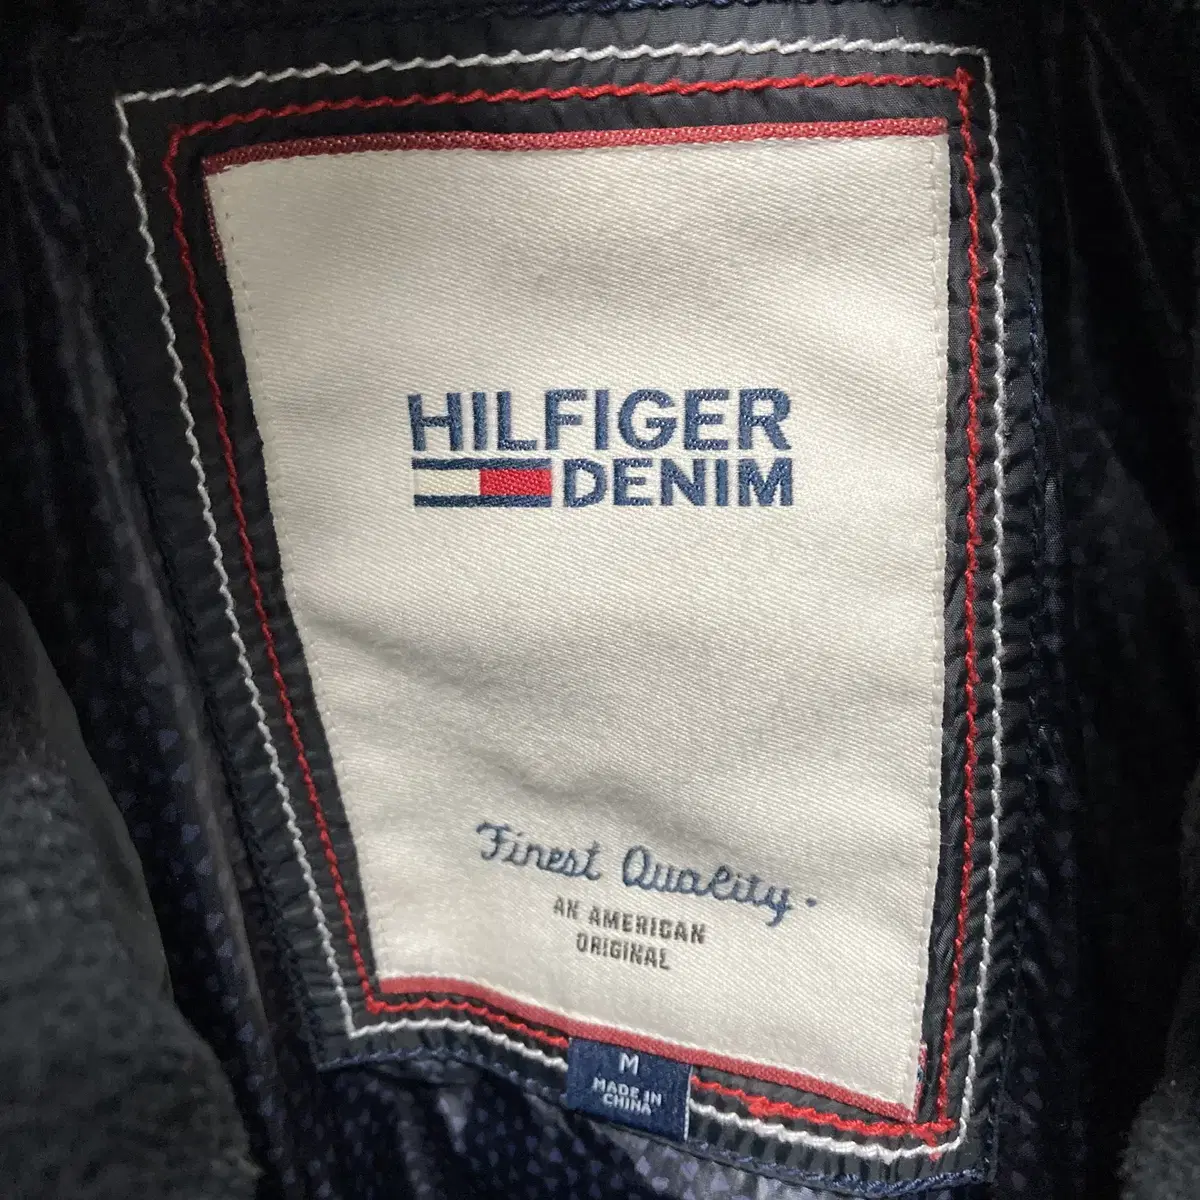 HILFIGER
DENIM
Finest Quality.
AN AMERICAN
ORIGINAL
M
MADE IN
CHINA